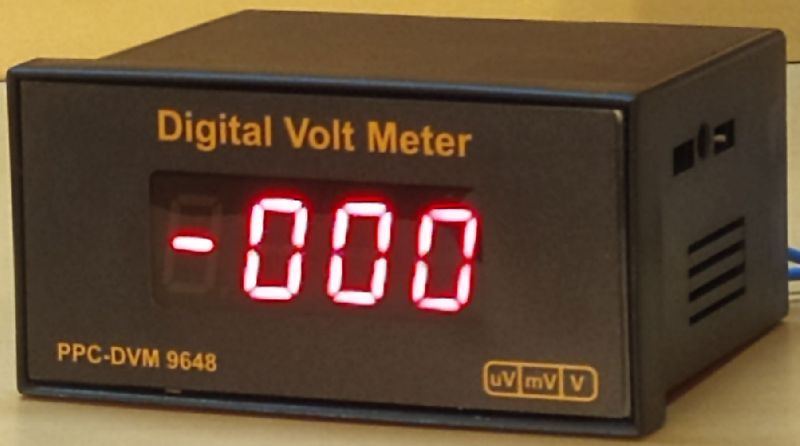 Digital Volt Meter
-000
PPC-DVM 9648
uV mV V